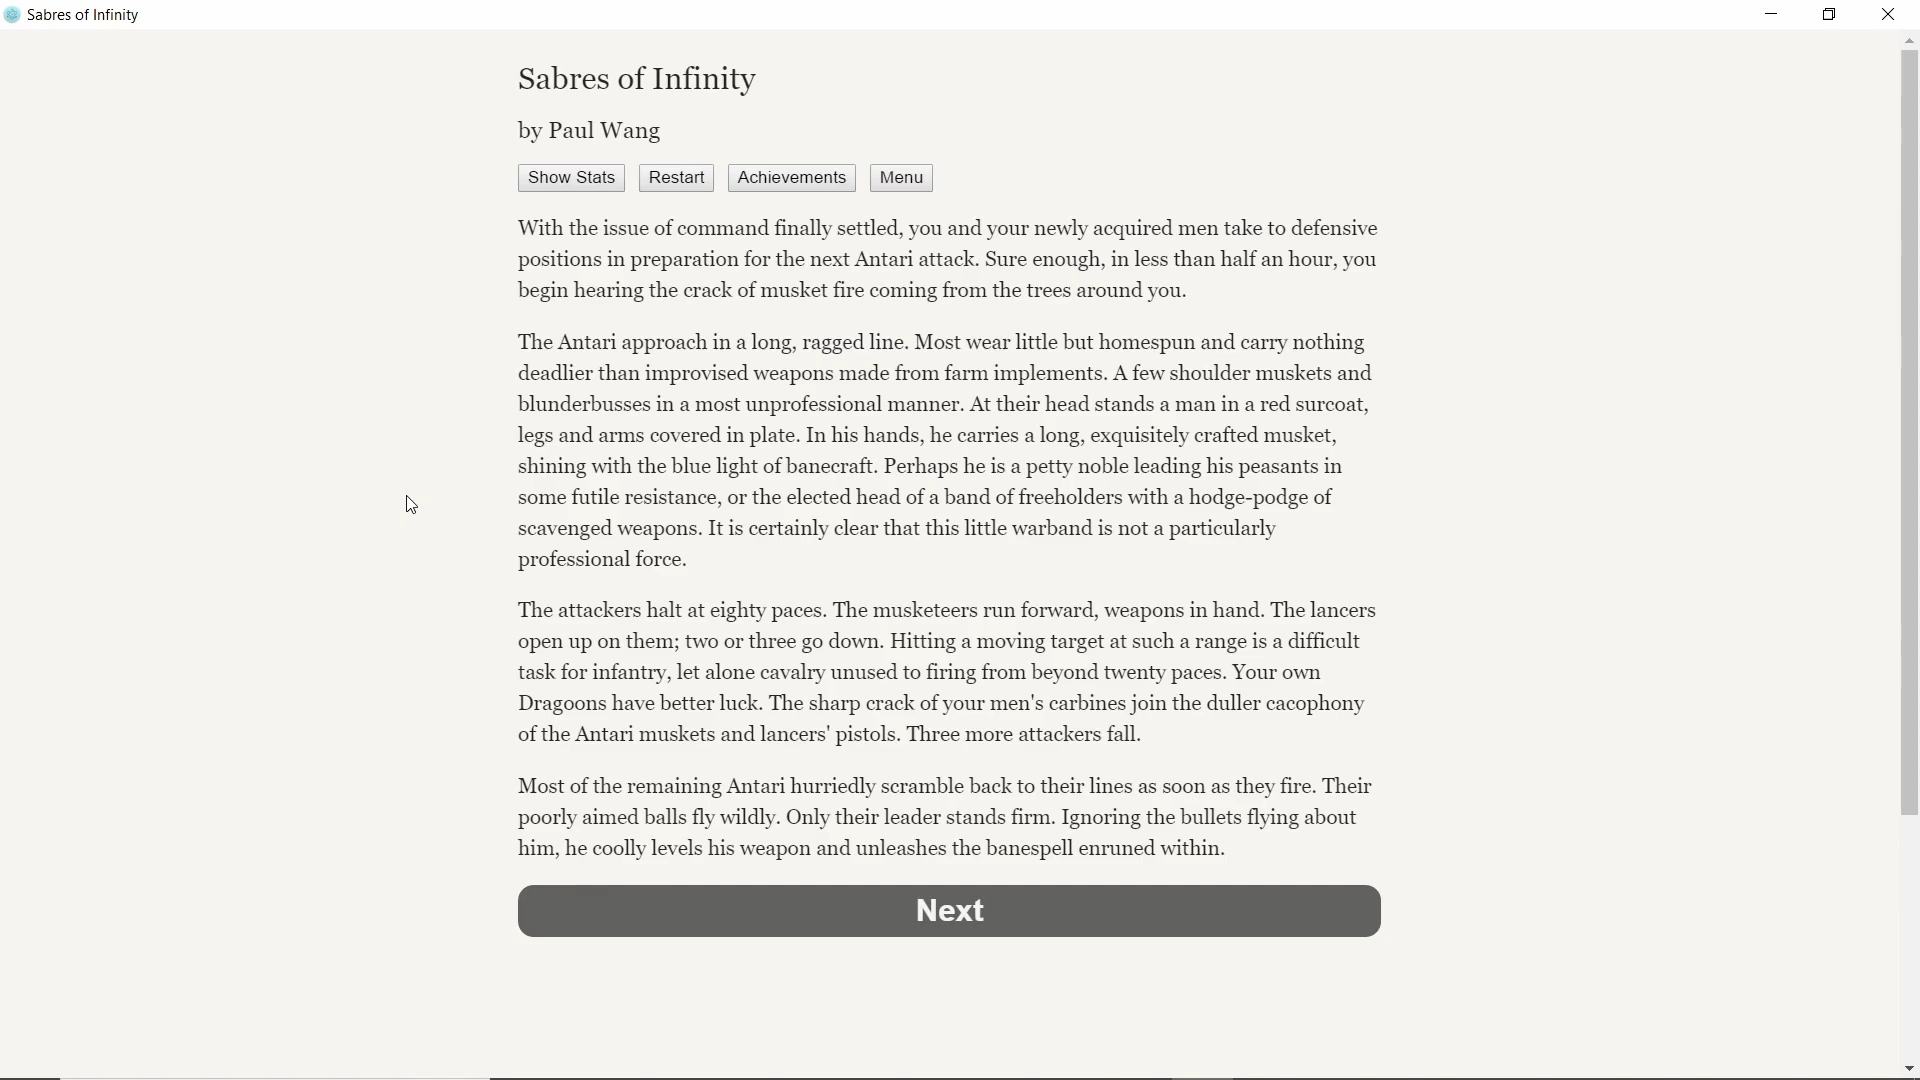 Sabres of Infinity
Sabres of Infinity
by Paul Wang
Show Stats
Restart
Achievements
Menu
With the issue of command finally settled, you and your newly acquired men take to defensive
positions in preparation for the next Antari attack. Sure enough, in less than half an hour, you
begin hearing the crack of musket fire coming from the trees around you.
The Antari approach in a long, ragged line. Most wear little but homespun and carry nothing
deadlier than improvised weapons made from farm implements. A few shoulder muskets and
blunderbusses in a most unprofessional manner. At their head stands a man in a red surcoat,
legs and arms covered in plate. In his hands, he carries a long, exquisitely crafted musket,
shining with the blue light of banecraft. Perhaps he is a petty noble leading his peasants in
some futile resistance, or the elected head of a band of freeholders with a hodge-podge of
scavenged weapons. It is certainly clear that this little warband is not a particularly
professional force.
The attackers halt at eighty paces. The musketeers run forward, weapons in hand. The lancers
open up on them; two or three go down. Hitting a moving target at such a range is a difficult
task for infantry, let alone cavalry unused to firing from beyond twenty paces. Your own
Dragoons have better luck. The sharp crack of your men's carbines join the duller cacophony
of the Antari muskets and lancers' pistols. Three more attackers fall.
Most of the remaining Antari hurriedly scramble back to their lines as soon as they fire. Their
poorly aimed balls fly wildly. Only their leader stands firm. Ignoring the bullets flying about
him, he coolly levels his weapon and unleashes the banespell enruned within.
Next